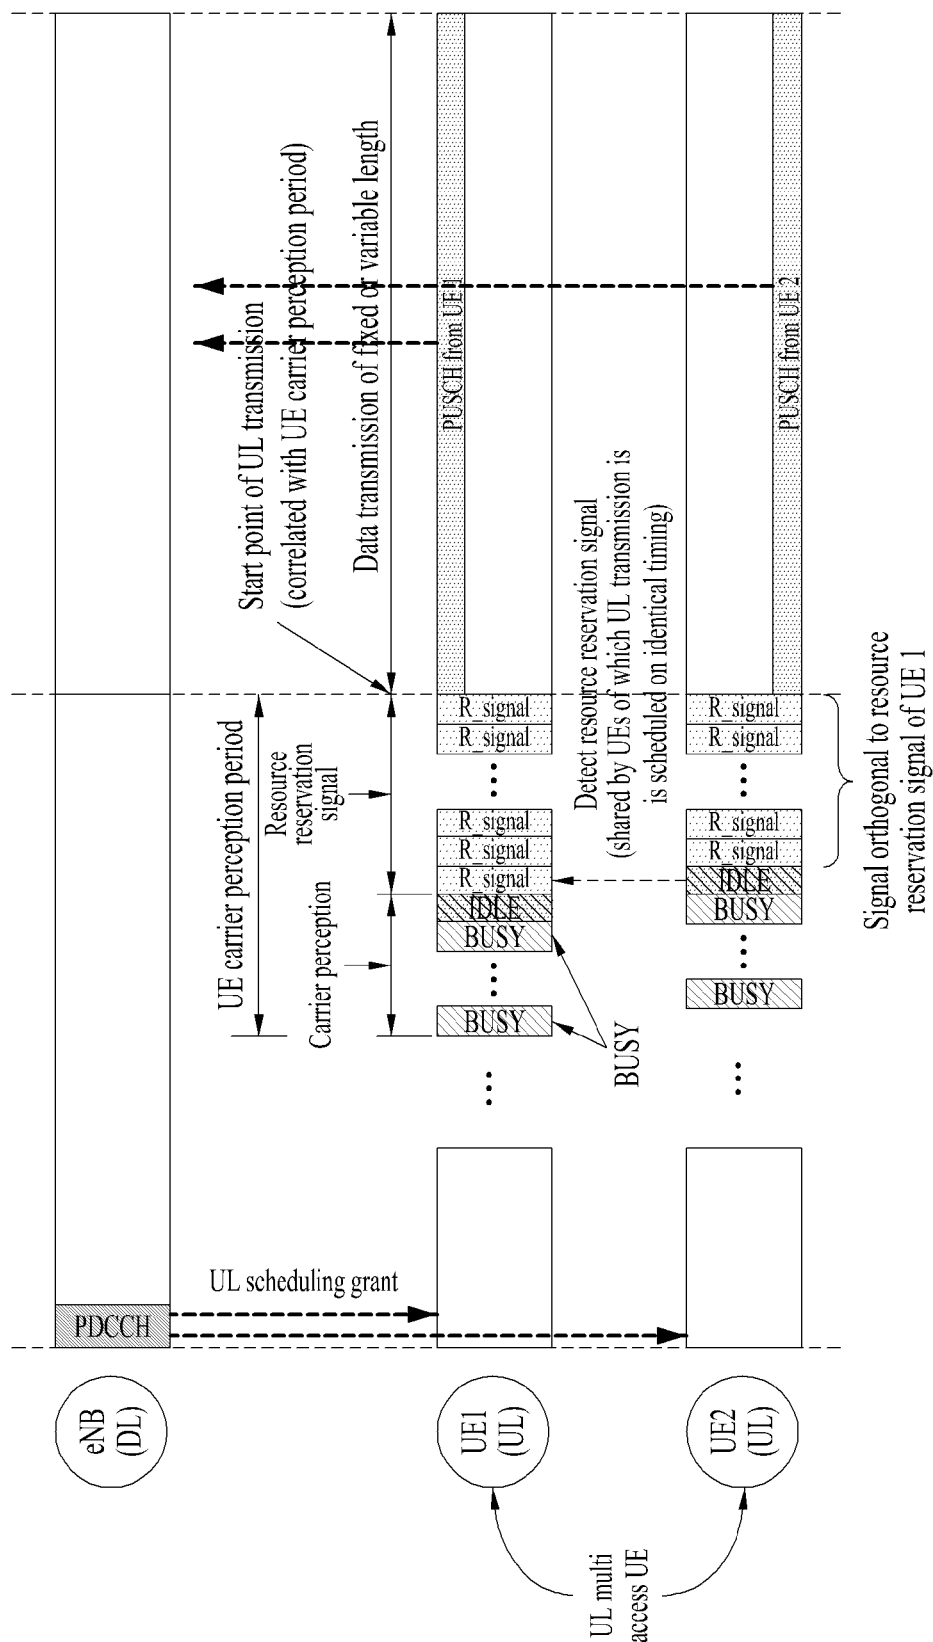 eNB
(DL)
PDCCH
UL scheduling grant
UE carrier perception period
Carrier perception
Resource
reservation
signal
Start point of UL transmission
(correlated with UE carrier perception period)
Data transmission of fixed or variable length
UL multi
access UE
UE1
(UL)
BUSY
BUSY
IDLE
R_signal
R_signal
R_signal
R_signal
R_signal
PUSCH from UE 1
BUSY
Detect resource reservation signal
(shared by UEs of which UL transmission is
is scheduled on identical timing)
UE2
(UL)
BUSY
BUSY
IDLE
R_signal
R_signal
R_signal
R_signal
PUSCH from UE 2
Signal orthogonal to resource
reservation signal of UE 1